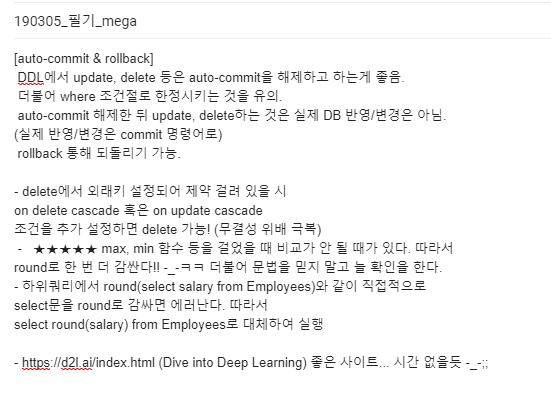 190305_필기_mega
[auto-commit & rollback]
DDL에서 update, delete 등은 auto-commit을 해제하고 하는게 좋음.
더불어 where 조건절로 한정시키는 것을 유의.
auto-commit 해제한 뒤 update, delete하는 것은 실제 DB 반영/변경은 아님.
(실제 반영/변경은 commit 명령어로)
rollback 통해 되돌리기 가능.
- delete에서 외래키 설정되어 제약 걸려 있을 시
on delete cascade 혹은 on update cascade
조건을 추가 설정하면 delete 가능! (무결성 위배 극복)
- ★★★★★ max, min 함수 등을 걸었을 때 비교가 안 될 때가 있다. 따라서
round로 한 번 더 감싼다!! -_-ㅋㅋ 더불어 문법을 믿지 말고 늘 확인을 한다.
- 하위쿼리에서 round(select salary from Employees)와 같이 직접적으로
select문을 round로 감싸면 에러난다. 따라서
select round(salary) from Employees로 대체하여 실행
- https://d2l.ai/index.html (Dive into Deep Learning) 좋은 사이트... 시간 없을듯 -_-;;